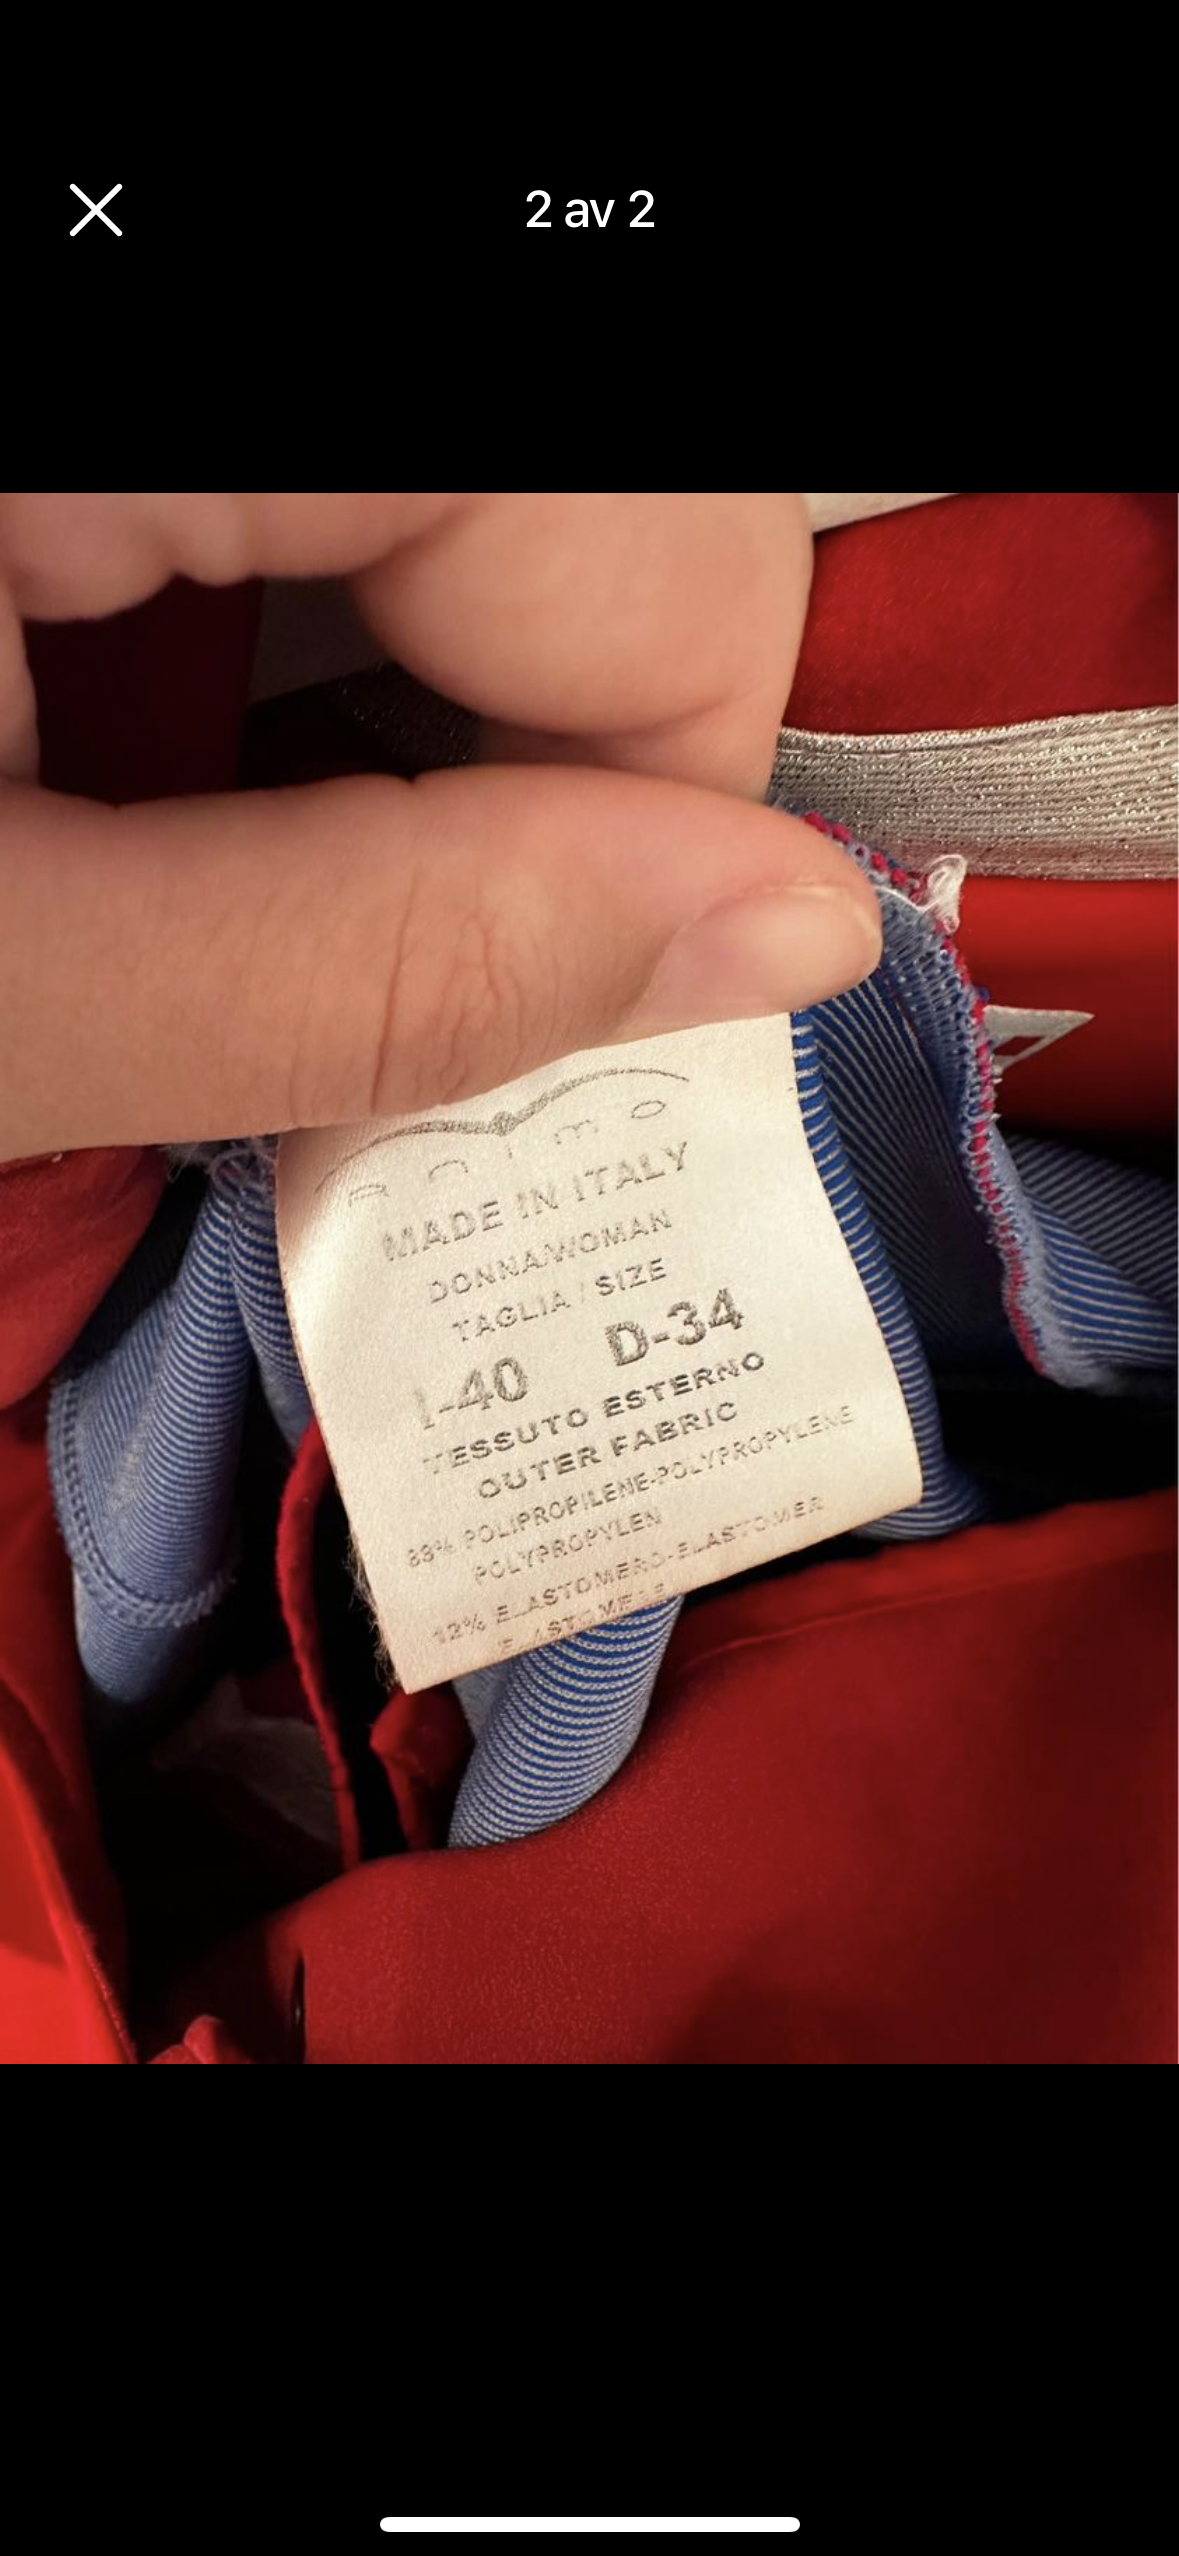 2 av 2
MADE IN ITALY
DONNA/WOMAN
TAGLIA / SIZE
I-40 D-34
TESSUTO ESTERNO
OUTER FABRIC
88% POLIPROPILENE-POLYPROPYLENE
POLYPROPYLEN
12% ELASTOMERO-ELASTOMER
ELASTOMERE